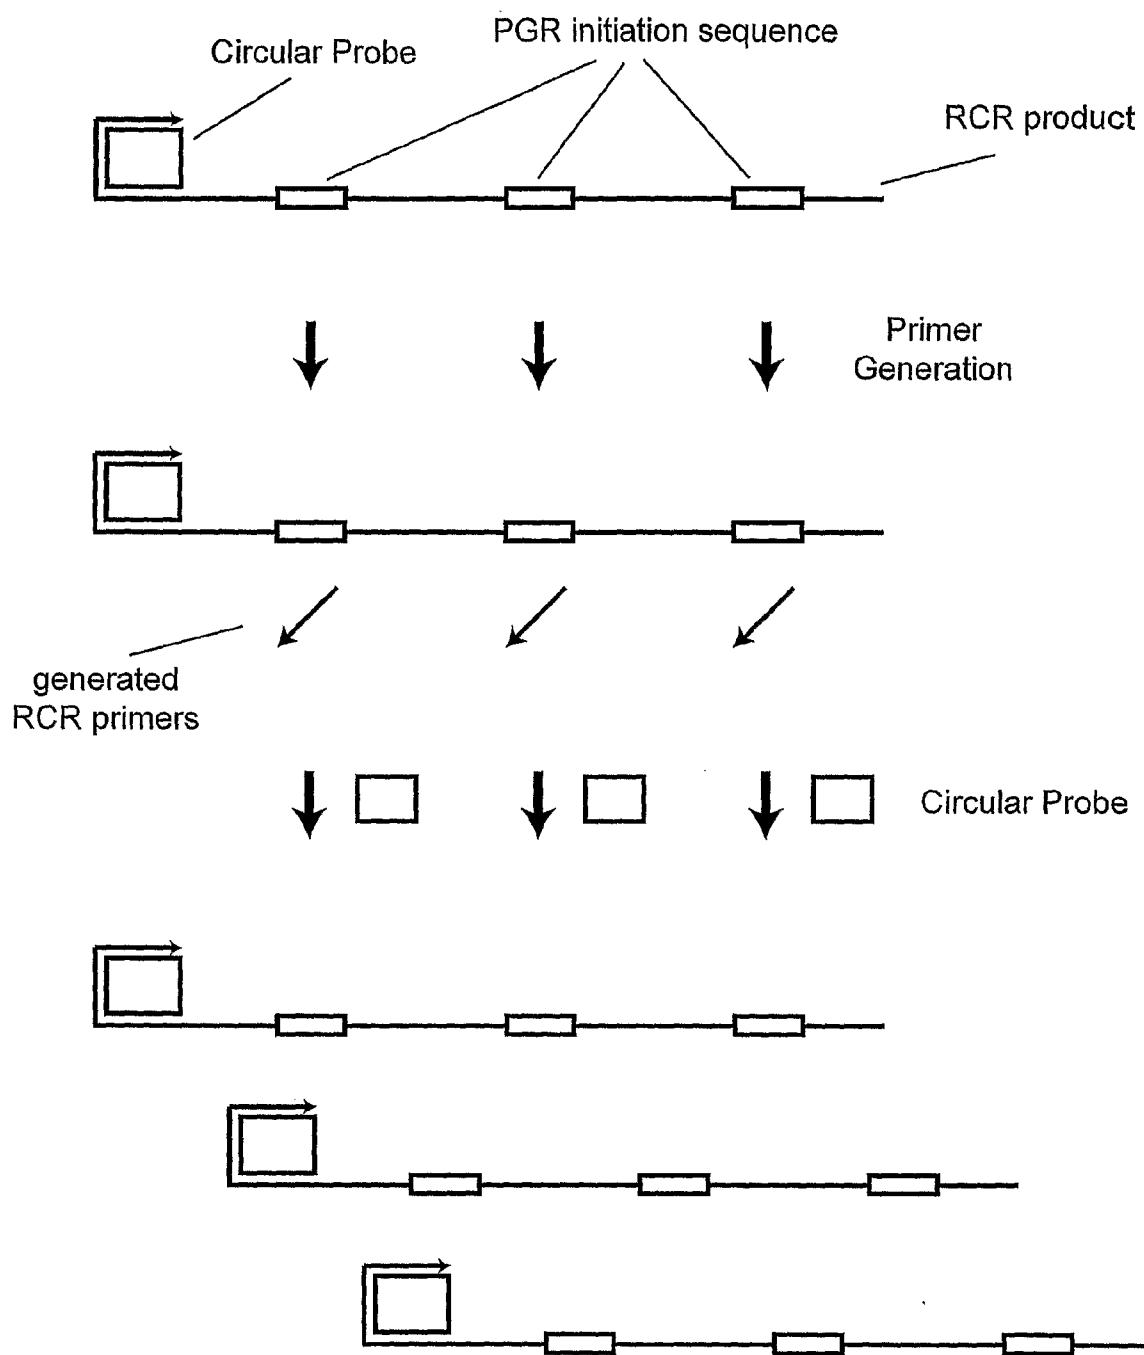 PGR initiation sequence
Circular Probe
RCR product
Primer
Generation
generated
RCR primers
Circular Probe